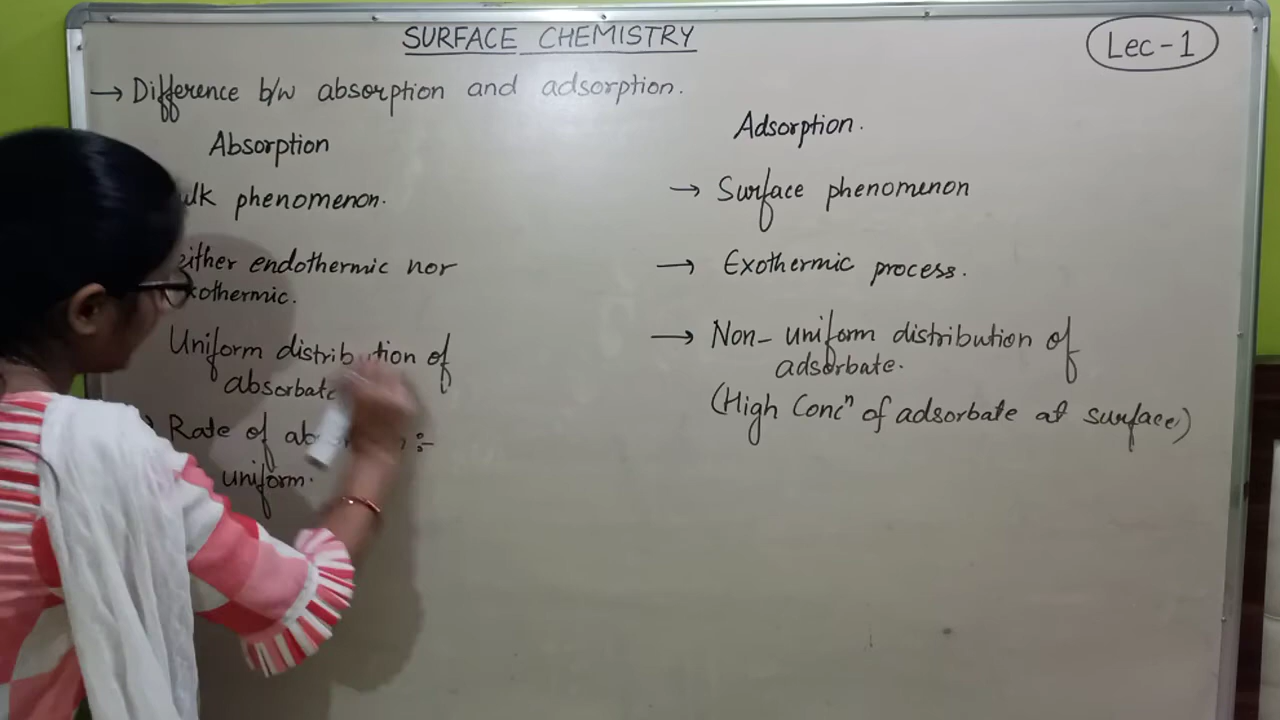 SURFACE CHEMISTRY
Lec-1
→ Difference b/w absorption and adsorption.
Absorption
ulk phenomenon.
either endothermic nor
xothermic.
Uniform distribution of
absorbate
Rate of :-
uniform.
Adsorption.
→ Surface phenomenon
→ Exothermic process.
→ Non-uniform distribution of
adsorbate.
(High Concⁿ of adsorbate at surface)